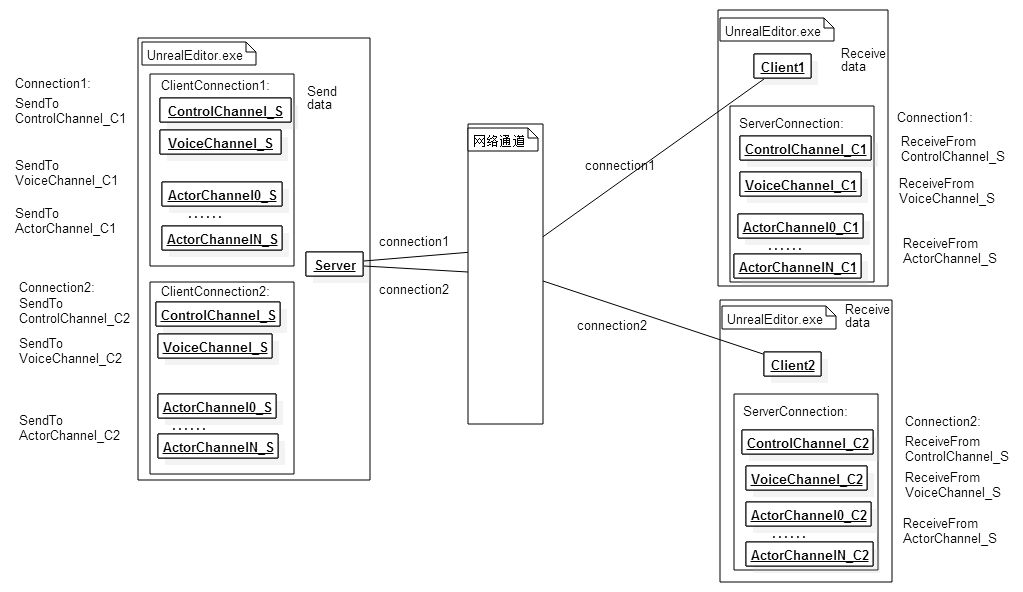 Connection1:
SendTo
ControlChannel_C1
SendTo
VoiceChannel_C1
SendTo
ActorChannel_C1
Connection2:
SendTo
ControlChannel_C2
SendTo
VoiceChannel_C2
SendTo
ActorChannel_C2
UnrealEditor.exe
ClientConnection1:
ControlChannel_S
VoiceChannel_S
ActorChannel0_S
......
ActorChannelN_S
Send
data
Server
ClientConnection2:
ControlChannel_S
VoiceChannel_S
ActorChannel0_S
......
ActorChannelN_S
connection1
connection2
网络通道
connection1
connection2
UnrealEditor.exe
Client1
Receive
data
ServerConnection:
ControlChannel_C1
VoiceChannel_C1
ActorChannel0_C1
......
ActorChannelN_C1
Connection1:
ReceiveFrom
ControlChannel_S
ReceiveFrom
VoiceChannel_S
ReceiveFrom
ActorChannel_S
UnrealEditor.exe
Receive
data
Client2
ServerConnection:
ControlChannel_C2
VoiceChannel_C2
ActorChannel0_C2
......
ActorChannelN_C2
Connection2:
ReceiveFrom
ControlChannel_S
ReceiveFrom
VoiceChannel_S
ReceiveFrom
ActorChannel_S